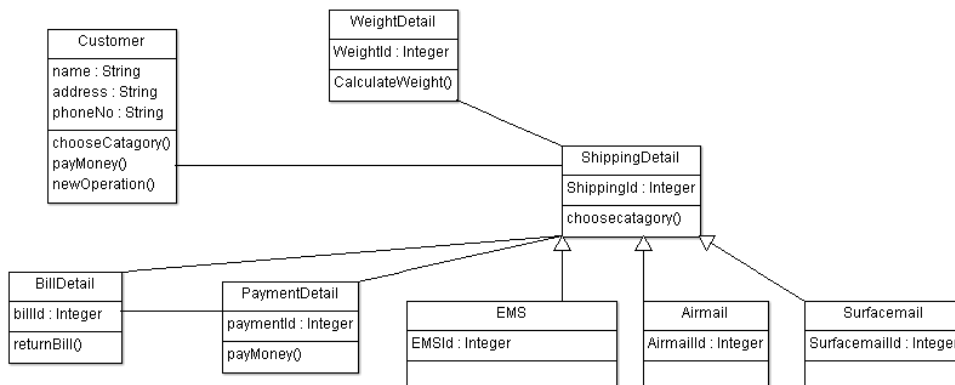 Customer
name : String
address : String
phoneNo : String
chooseCatagory()
payMoney()
newOperation()
WeightDetail
WeightId : Integer
CalculateWeight()
ShippingDetail
ShippingId : Integer
choosecatagory()
BillDetail
billId : Integer
returnBill()
PaymentDetail
paymentId : Integer
payMoney()
EMS
EMSId : Integer
Airmail
AirmailId : Integer
Surfacemail
SurfacemailId : Integer